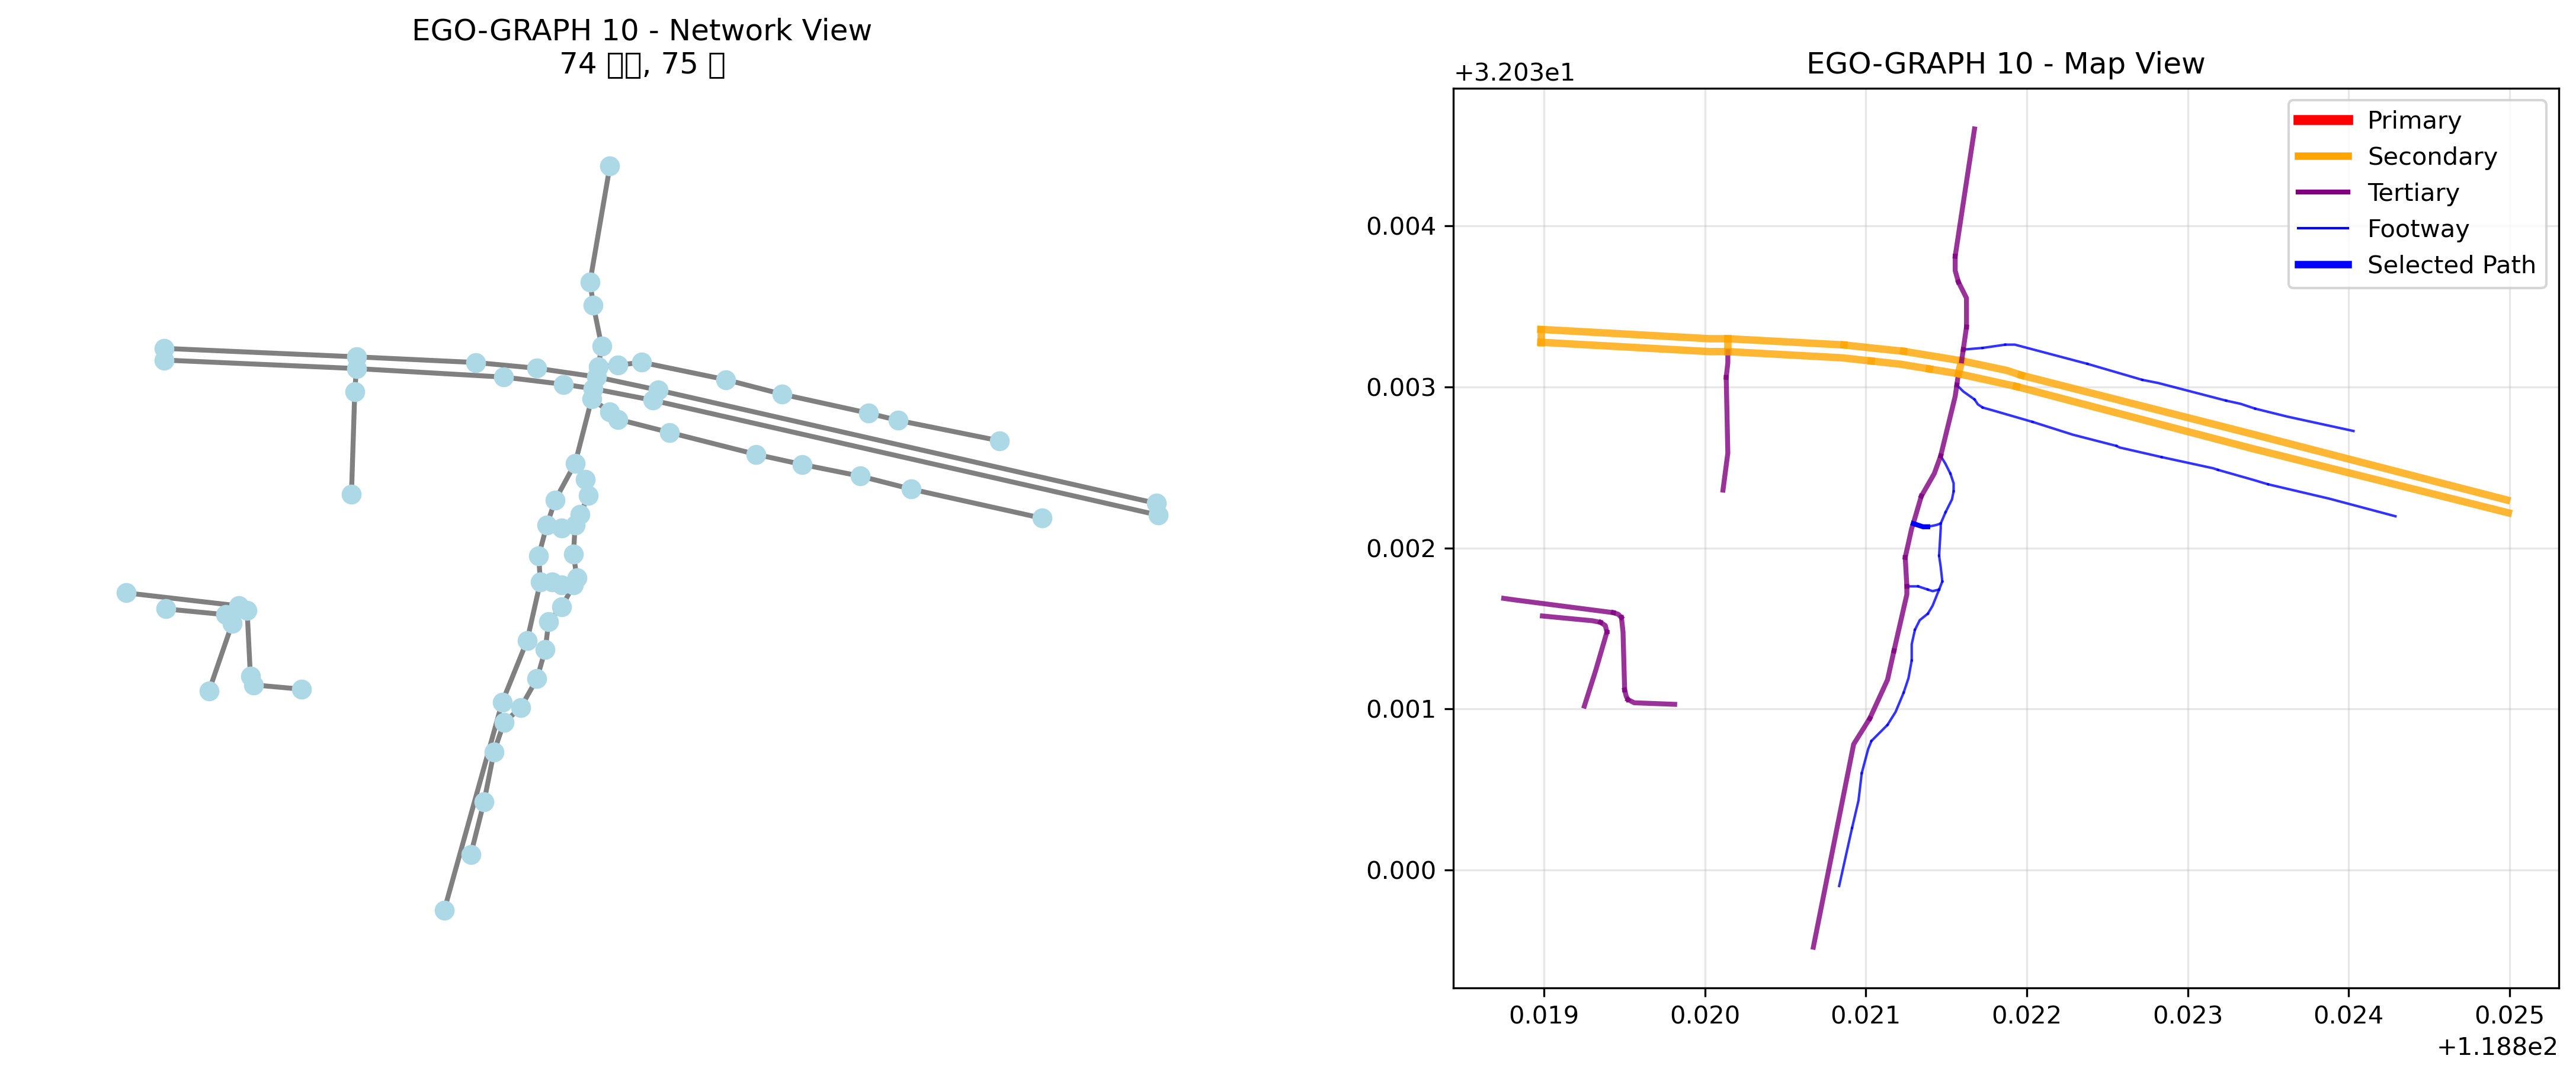 EGO-GRAPH 10 - Network View
74 , 75
EGO-GRAPH 10 - Map View
+3.203e1
Primary
Secondary
Tertiary
Footway
Selected Path
0.004
0.003
0.002
0.001
0.000
0.019 0.020 0.021 0.022 0.023 0.024 0.025
+1.188e2